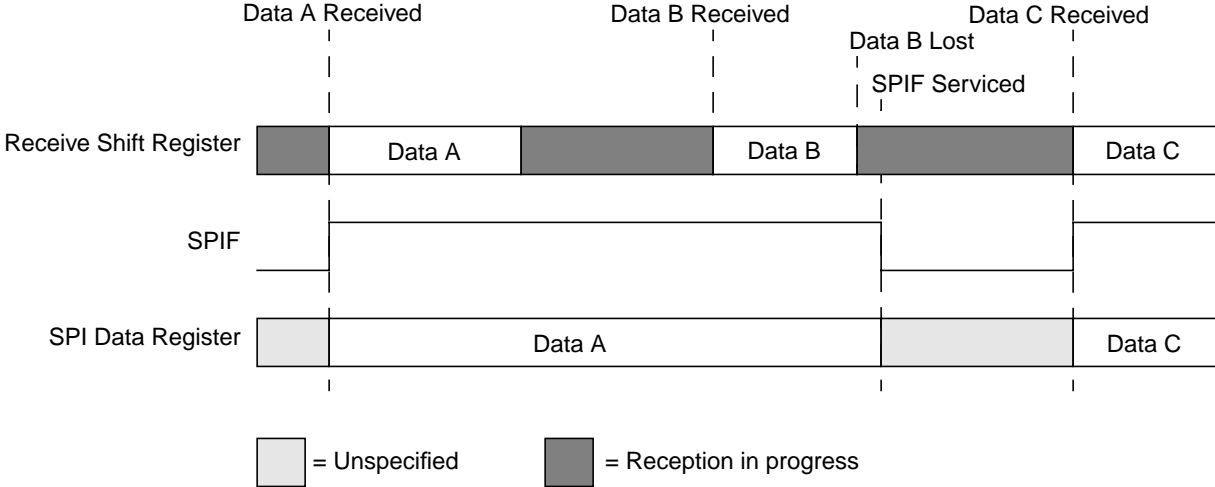 Data A Received
Data B Received
Data C Received
Data B Lost
SPIF Serviced
Receive Shift Register
Data A
Data B
Data C
SPIF
SPI Data Register
Data A
Data C
= Unspecified
= Reception in progress